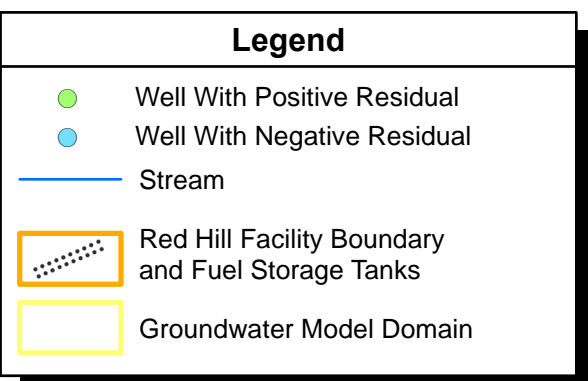 Legend
Well With Positive Residual
Well With Negative Residual
Stream
Red Hill Facility Boundary
and Fuel Storage Tanks
Groundwater Model Domain